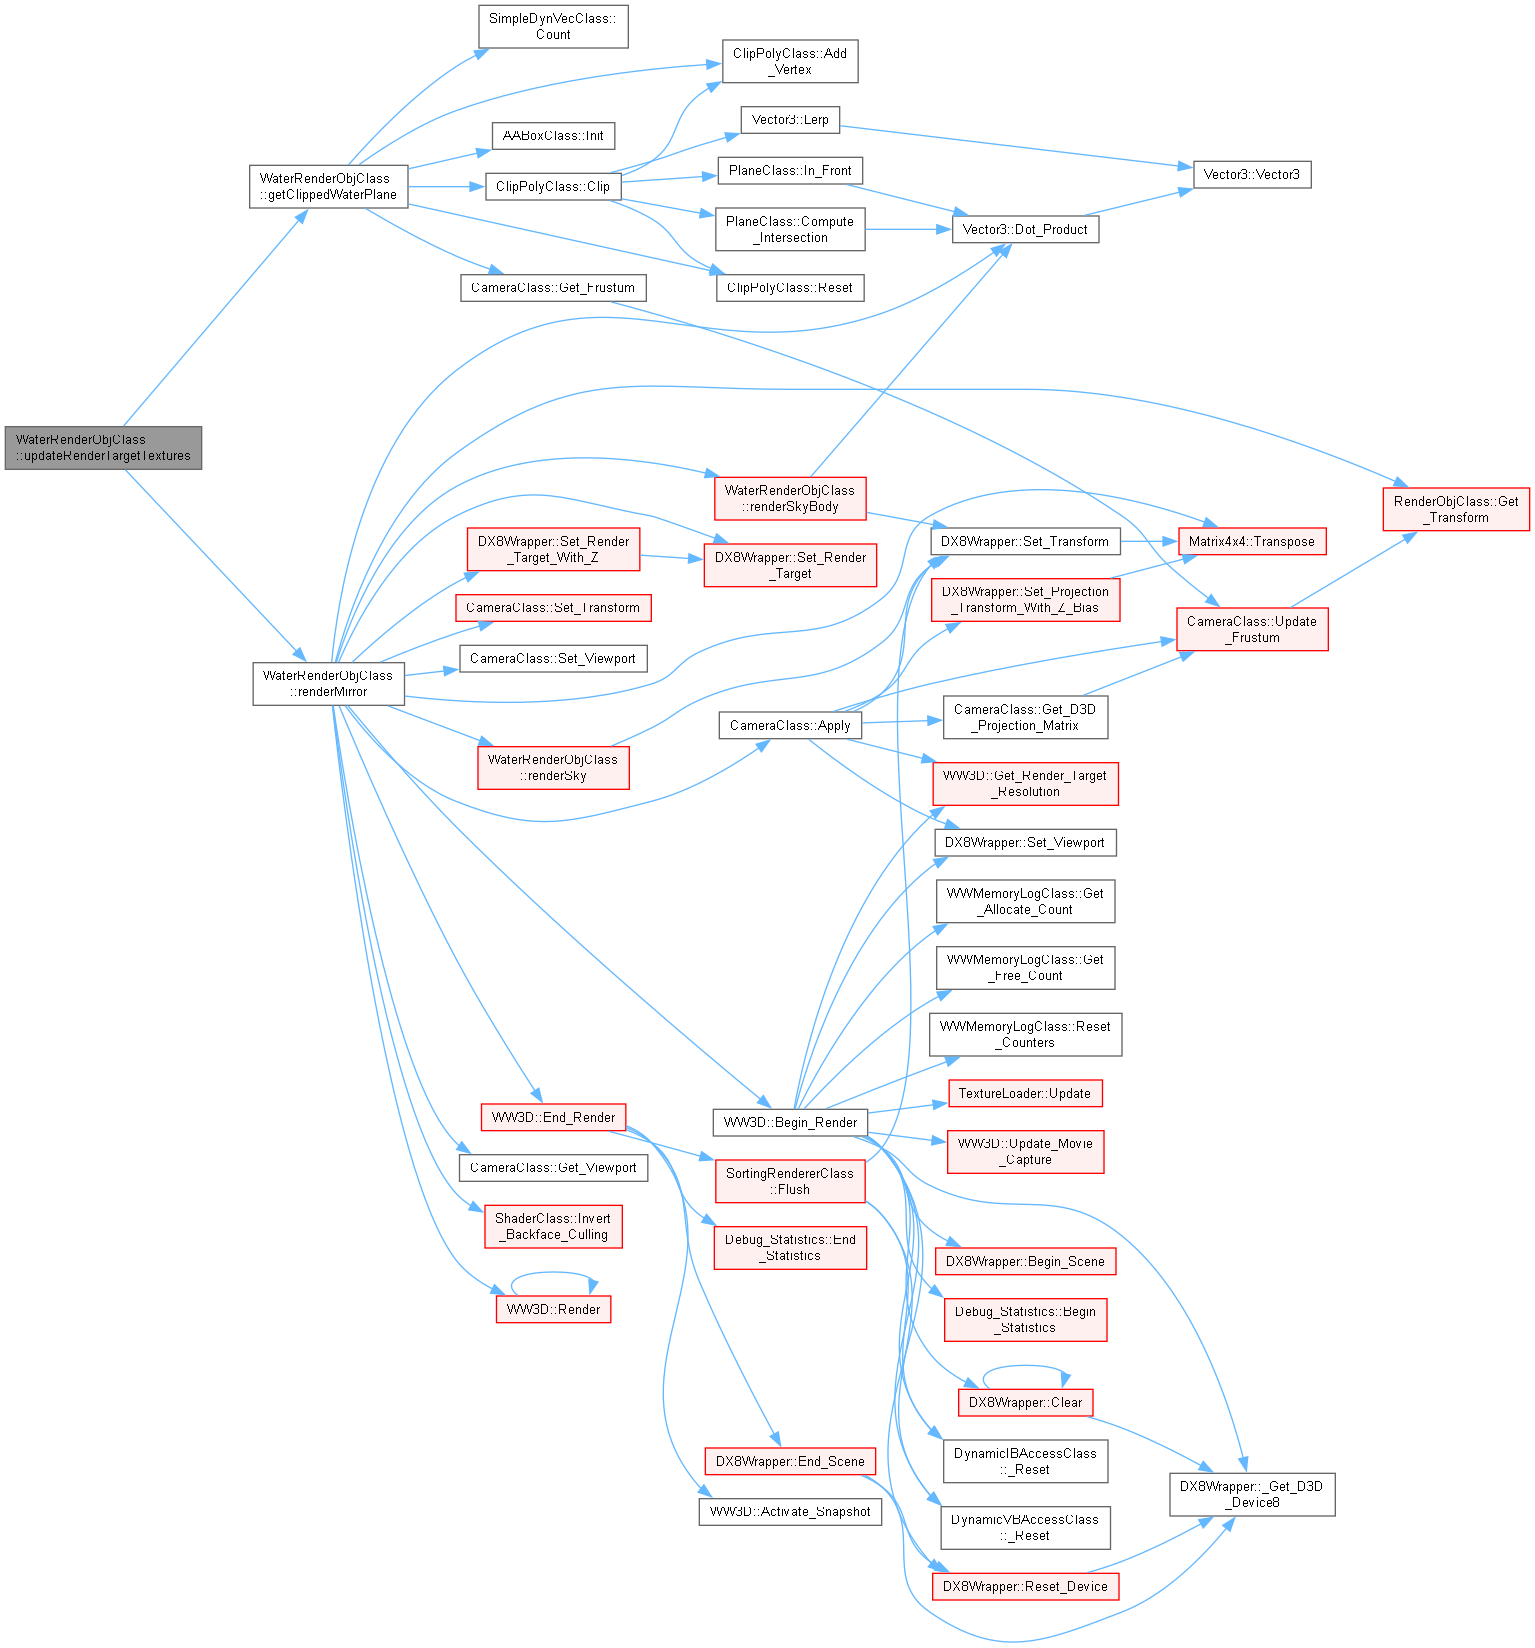 SimpleDynVecClass::
Count
ClipPolyClass::Add
_Vertex
Vector3::Lerp
AABoxClass::Init
PlaneClass::In_Front
Vector3::Vector3
WaterRenderObjClass
::getClippedWaterPlane
ClipPolyClass::Clip
PlaneClass::Compute
_Intersection
Vector3::Dot_Product
CameraClass::Get_Frustum
ClipPolyClass::Reset
WaterRenderObjClass
::updateRenderTargetTextures
WaterRenderObjClass
::renderSkyBody
RenderObjClass::Get
_Transform
DX8Wrapper::Set_Render
_Target_With_Z
DX8Wrapper::Set_Render
_Target
DX8Wrapper::Set_Transform
Matrix4x4::Transpose
CameraClass::Set_Transform
DX8Wrapper::Set_Projection
_Transform_With_Z_Bias
CameraClass::Update
_Frustum
CameraClass::Set_Viewport
WaterRenderObjClass
::renderMirror
CameraClass::Apply
CameraClass::Get_D3D
_Projection_Matrix
WaterRenderObjClass
::renderSky
WW3D::Get_Render_Target
_Resolution
DX8Wrapper::Set_Viewport
WWMemoryLogClass::Get
_Allocate_Count
WWMemoryLogClass::Get
_Free_Count
WWMemoryLogClass::Reset
_Counters
TextureLoader::Update
WW3D::End_Render
WW3D::Begin_Render
WW3D::Update_Movie
_Capture
CameraClass::Get_Viewport
SortingRendererClass
::Flush
ShaderClass::Invert
_Backface_Culling
Debug_Statistics::End
_Statistics
DX8Wrapper::Begin_Scene
WW3D::Render
Debug_Statistics::Begin
_Statistics
DX8Wrapper::Clear
DX8Wrapper::End_Scene
DynamicIBAccessClass
::_Reset
DX8Wrapper::_Get_D3D
_Device8
WW3D::Activate_Snapshot
DynamicVBAccessClass
::_Reset
DX8Wrapper::Reset_Device